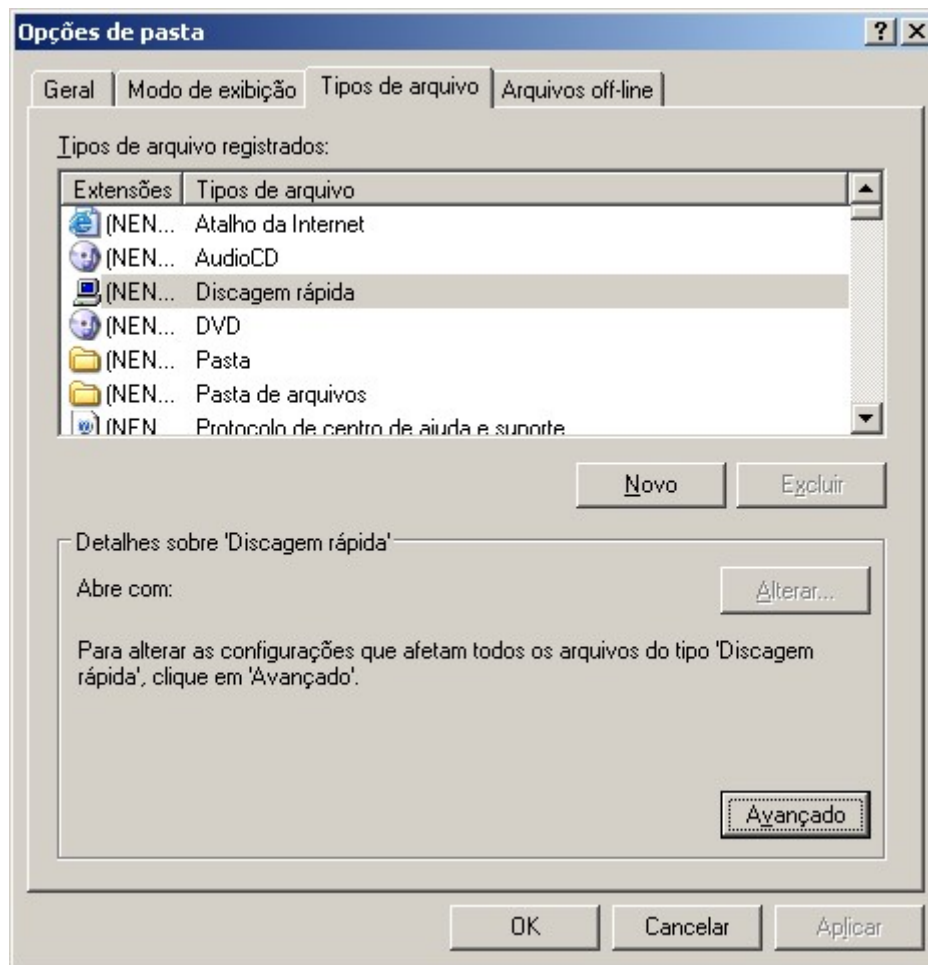 Opções de pasta
Geral Modo de exibição Tipos de arquivo Arquivos off-line
Tipos de arquivo registrados:
Extensões Tipos de arquivo
(NEN... Atalho da Internet
(NEN... AudioCD
(NEN... Discagem rápida
(NEN... DVD
(NEN... Pasta
(NEN... Pasta de arquivos
(NEN... Protocolo de centro de ajuda e suporte
Novo Excluir
Detalhes sobre 'Discagem rápida'
Abre com: Alterar...
Para alterar as configurações que afetam todos os arquivos do tipo 'Discagem
rápida', clique em 'Avançado'.
Avançado
OK Cancelar Aplicar